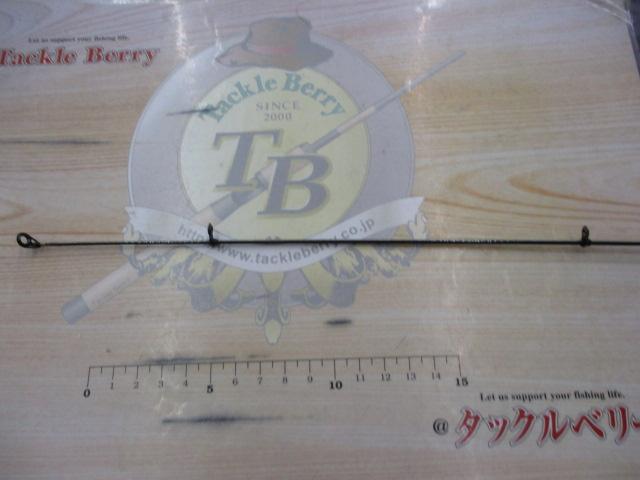 Let us support your fishing life.
Tackle Berry
Tackle Berry
SINCE
2000
TB
http://www.tackleberry.co.jp
0 1 2 3 4 5 6 7 8 9 10 11 12 13 14 15
Let us support your fishing life.
@タックルベリー